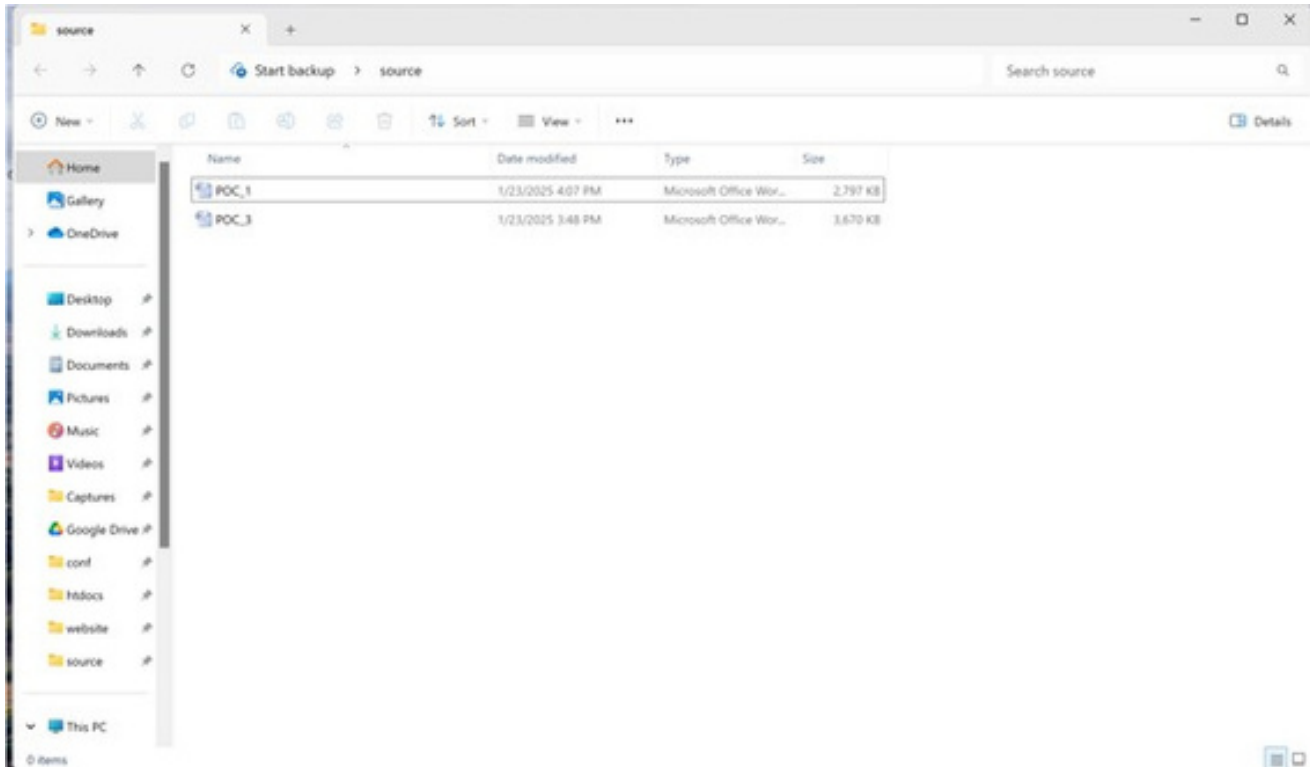 source
Start backup > source
Search source
New
Sort
View
Details
Name Date modified Type Size
POC_1 1/23/2025 4:07 PM Microsoft Office Wor... 2,797 KB
POC_3 1/23/2025 3:48 PM Microsoft Office Wor... 3,670 KB
Home
Gallery
OneDrive
Desktop
Downloads
Documents
Pictures
Music
Videos
Captures
Google Drive
conf
htdocs
website
source
This PC
0 items